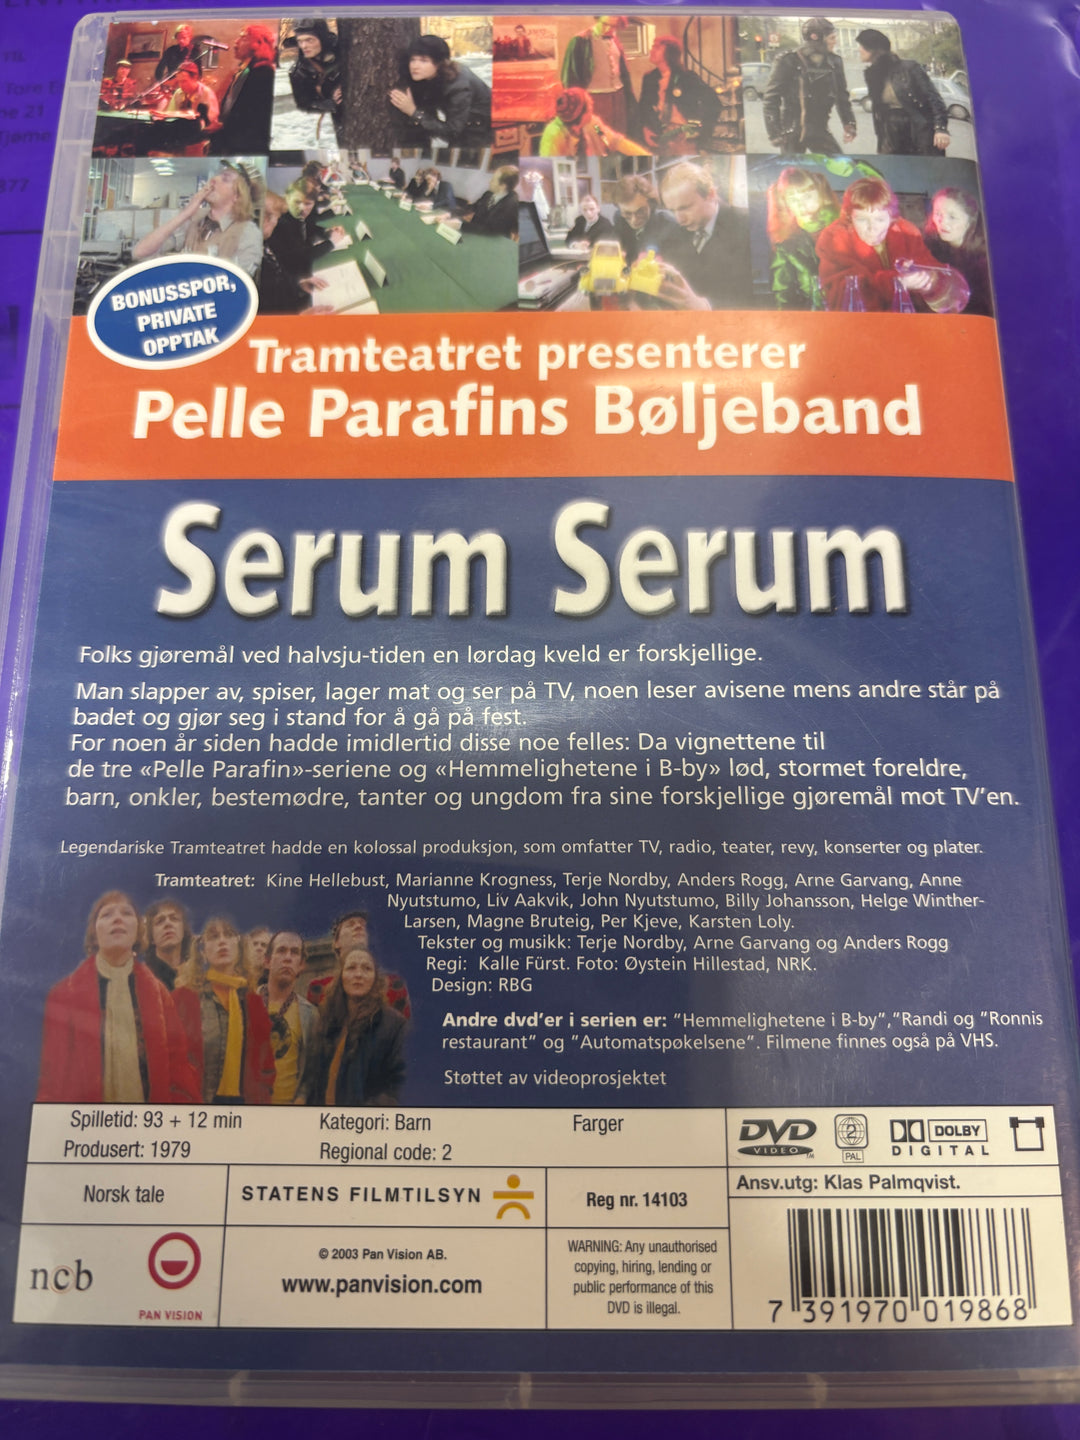 TIL
Tore E
ne 21
Tjøme
877
BONUSSPOR,
PRIVATE
OPPTAK
Tramteatret presenterer
Pelle Parafins Bøljeband
Serum Serum
Folks gjøremål ved halvsju-tiden en lørdag kveld er forskjellige.
Man slapper av, spiser, lager mat og ser på TV, noen leser avisene mens andre står på
badet og gjør seg i stand for å gå på fest.
For noen år siden hadde imidlertid disse noe felles: Da vignettene til
de tre «Pelle Parafin»-seriene og «Hemmelighetene i B-by» lød, stormet foreldre,
barn, onkler, bestemødre, tanter og ungdom fra sine forskjellige gjøremål mot TV'en.
Legendariske Tramteatret hadde en kolossal produksjon, som omfatter TV, radio, teater, revy, konserter og plater.
Tramteatret: Kine Hellebust, Marianne Krogness, Terje Nordby, Anders Rogg, Arne Garvang, Anne
Nyutstumo, Liv Aakvik, John Nyutstumo, Billy Johansson, Helge Winther-
Larsen, Magne Bruteig, Per Kjeve, Karsten Loly.
Tekster og musikk: Terje Nordby, Arne Garvang og Anders Rogg
Regi: Kalle Fürst. Foto: Øystein Hillestad, NRK.
Design: RBG
Andre dvd'er i serien er: "Hemmelighetene i B-by","Randi og "Ronnis
restaurant" og "Automatspøkelsene". Filmene finnes også på VHS.
Støttet av videoprosjektet
Spilletid: 93 + 12 min
Kategori: Barn
Farger
Produsert: 1979
Regional code: 2
DVD
VIDEO
TM
2
PAL
DOLBY
DIGITAL
Norsk tale
STATENS FILMTILSYN
Reg nr. 14103
Ansv.utg: Klas Palmqvist.
ncb
PAN VISION
© 2003 Pan Vision AB.
www.panvision.com
WARNING: Any unauthorised
copying, hiring, lending or
public performance of this
DVD is illegal.
7 391970 019868